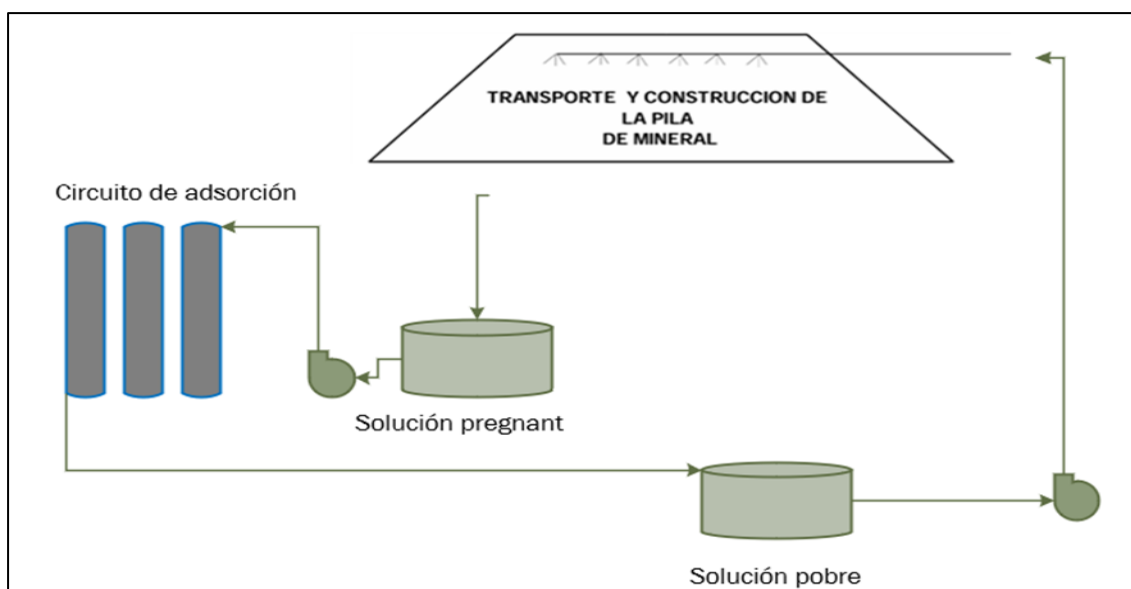 TRANSPORTE Y CONSTRUCCION DE
LA PILA
DE MINERAL
Circuito de adsorción
Solución pregnant
Solución pobre